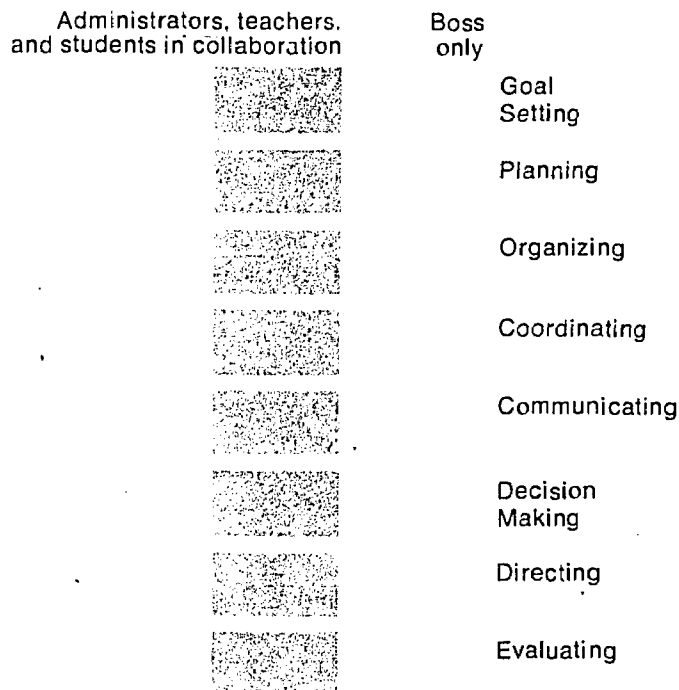 Administrators, teachers,
and students in collaboration
Boss
only
Goal
Setting
Planning
Organizing
Coordinating
Communicating
Decision
Making
Directing
Evaluating